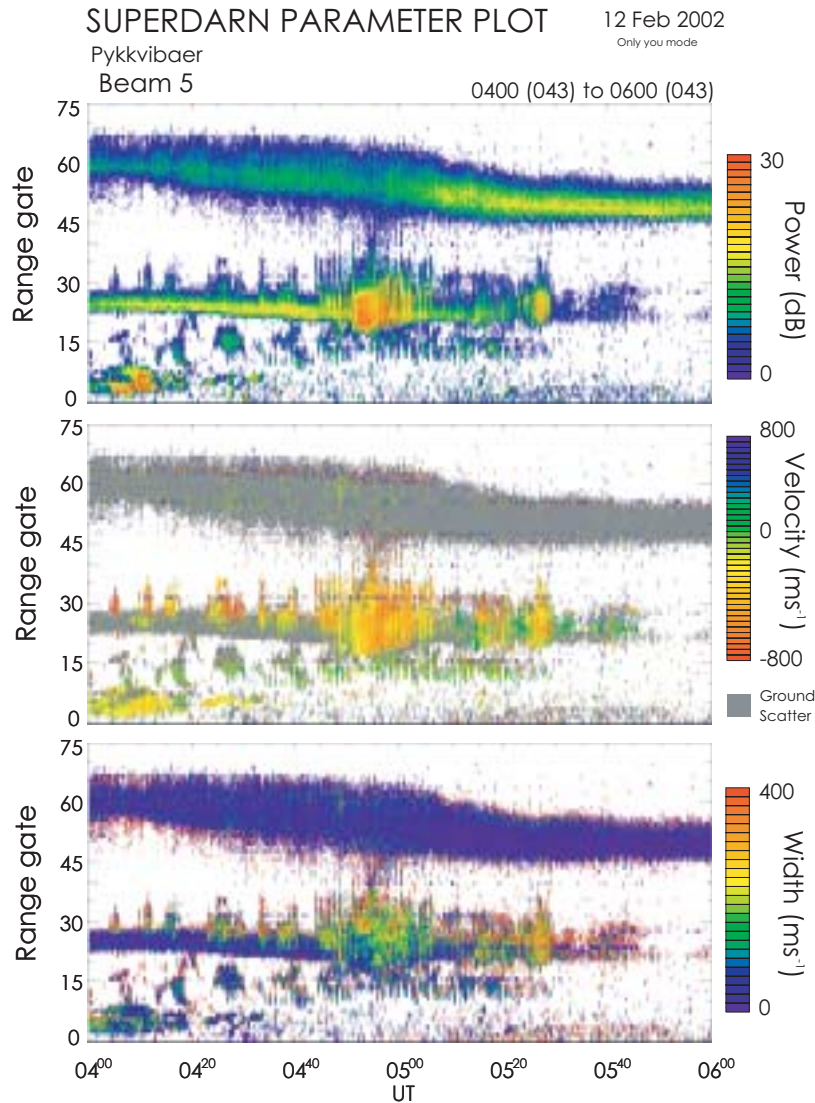 SUPERDARN PARAMETER PLOT
12 Feb 2002
Only you mode
Pykkvibaer
Beam 5
0400 (043) to 0600 (043)
75
60
45
30
15
0
Range gate
30
0
Power (dB)
75
60
45
30
15
0
Range gate
800
0
-800
Velocity (ms⁻¹)
Ground
Scatter
75
60
45
30
15
0
Range gate
400
0
Width (ms⁻¹)
04⁰⁰ 04²⁰ 04⁴⁰ 05⁰⁰ 05²⁰ 05⁴⁰ 06⁰⁰
UT